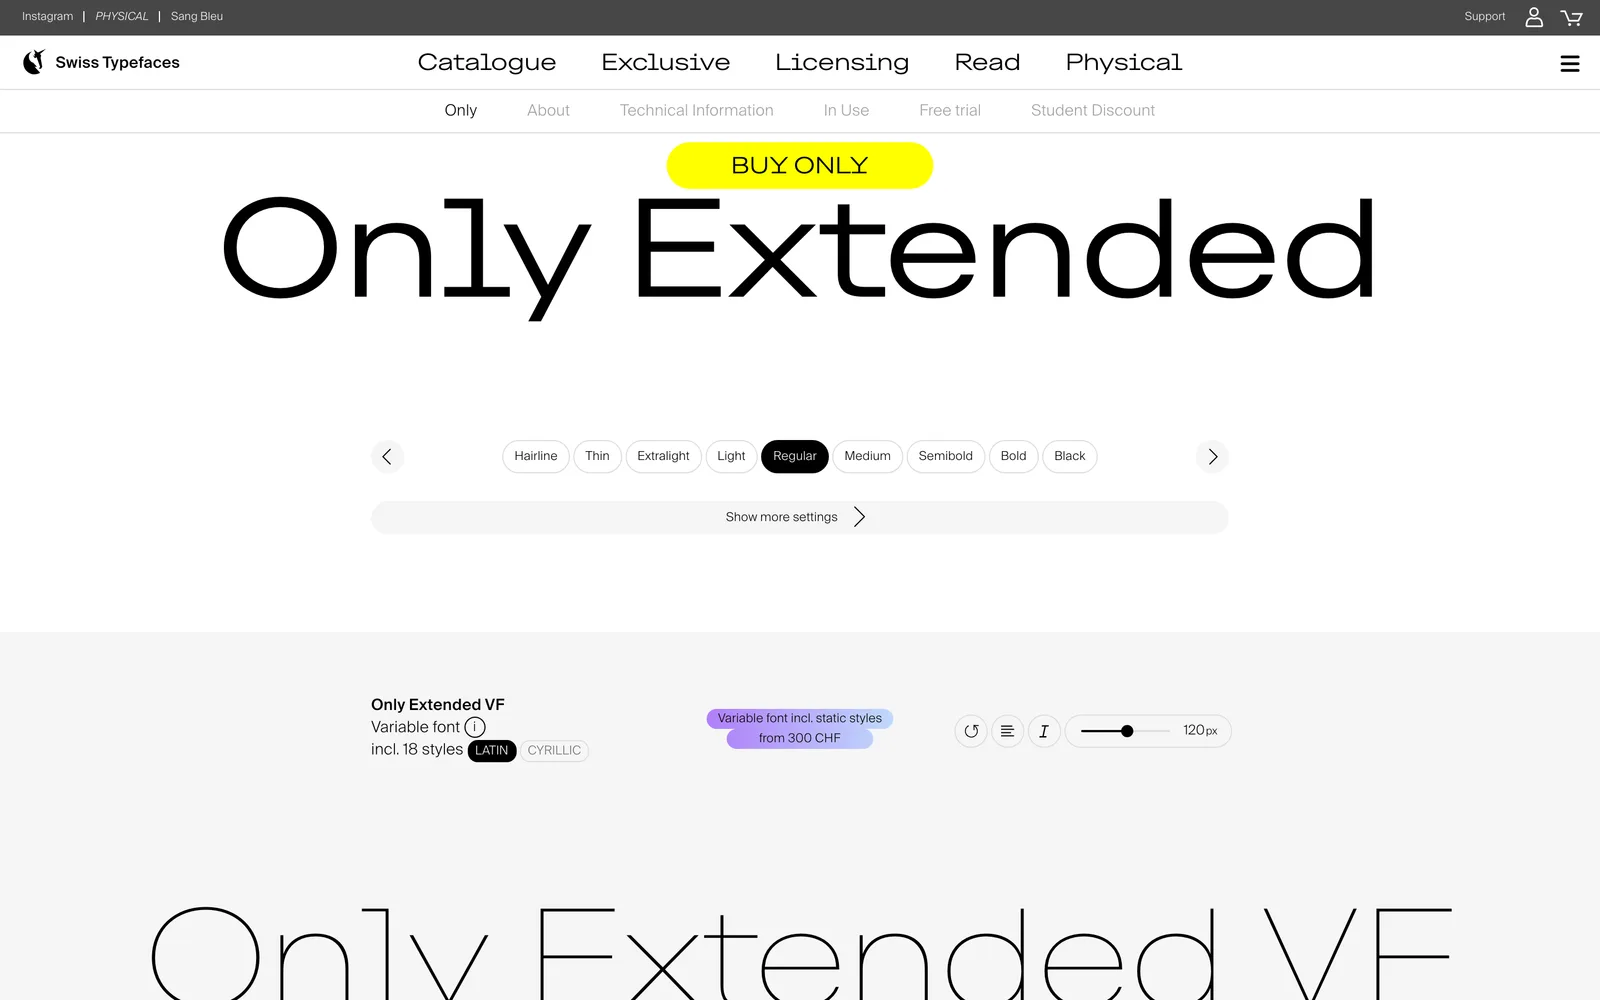 Instagram | PHYSICAL | Sang Bleu Support
Swiss Typefaces Catalogue Exclusive Licensing Read Physical
Only About Technical Information In Use Free trial Student Discount
BUY ONLY
Only Extended
Hairline Thin Extralight Light Regular Medium Semibold Bold Black
Show more settings
Only Extended VF
Variable font i
incl. 18 styles LATIN CYRILLIC
Variable font incl. static styles
from 300 CHF
I 120px
Only Extended VF